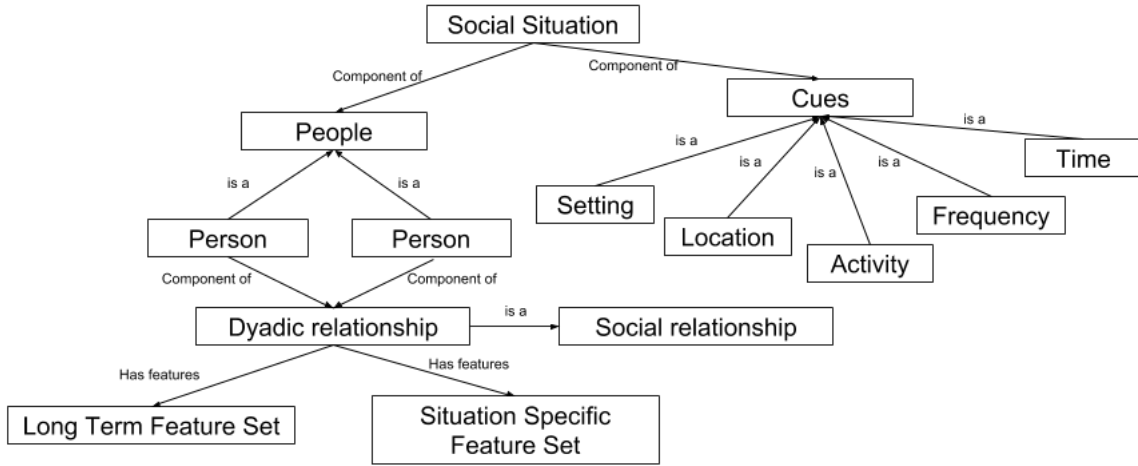 Social Situation
Component of
Component of
Cues
People
is a
Time
is a
is a
is a
is a
is a
is a
Setting
Frequency
Person
Person
Location
Activity
Component of
Component of
Dyadic relationship
is a
Social relationship
Has features
Has features
Long Term Feature Set
Situation Specific
Feature Set